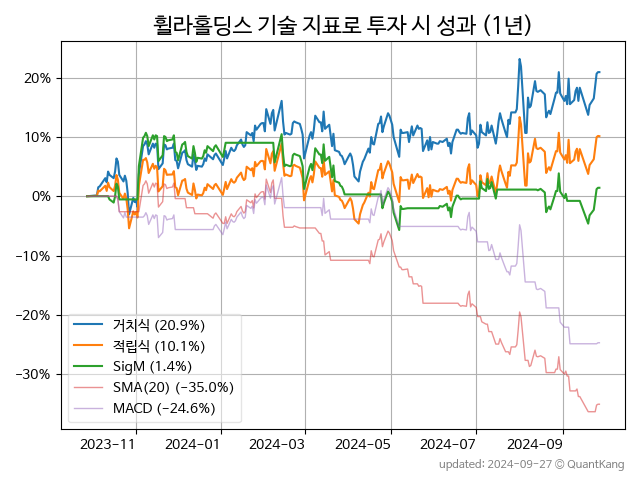 휠라홀딩스 기술 지표로 투자 시 성과 (1년)
20%
10%
0%
−10%
−20%
−30%
거치식 (20.9%)
적립식 (10.1%)
SigM (1.4%)
SMA(20) (−35.0%)
MACD (−24.6%)
2023-11 2024-01 2024-03 2024-05 2024-07 2024-09
updated: 2024-09-27 © QuantKang